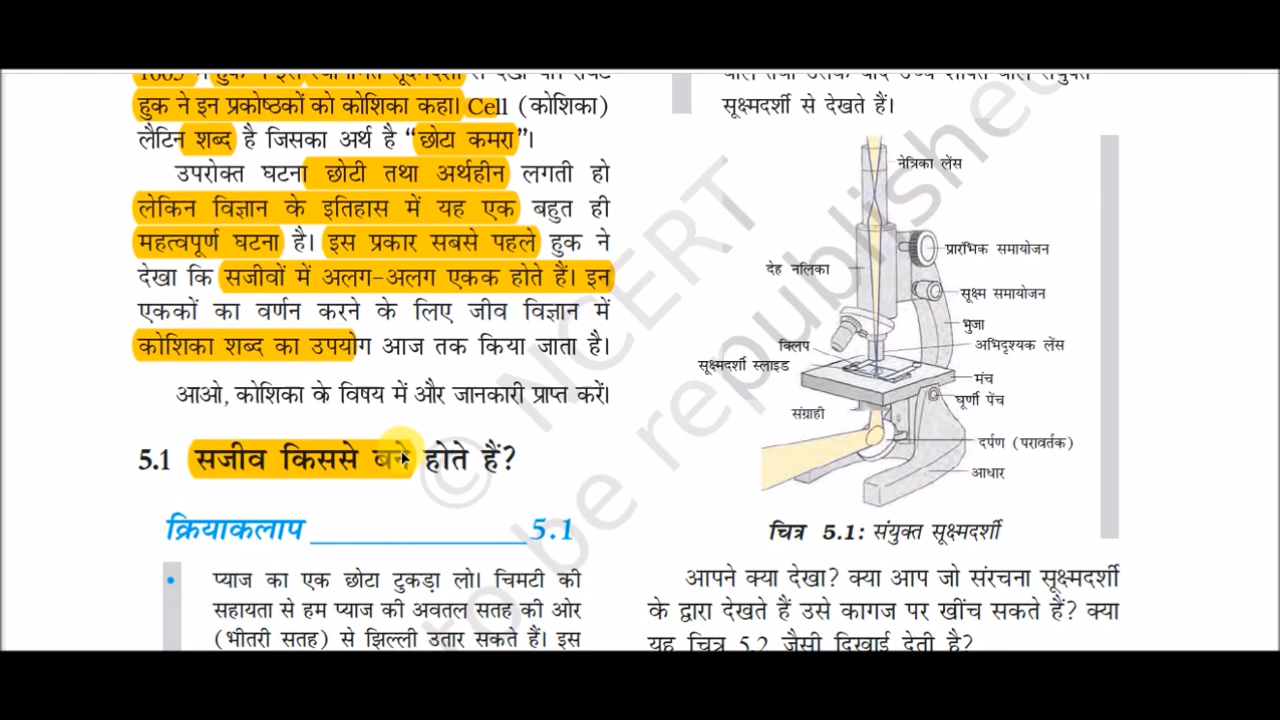 हुक ने इन प्रकोष्ठकों को कोशिका कहा। Cell (कोशिका)
लैटिन शब्द है जिसका अर्थ है “छोटा कमरा”।
उपरोक्त घटना छोटी तथा अर्थहीन लगती हो
लेकिन विज्ञान के इतिहास में यह एक बहुत ही
महत्वपूर्ण घटना है। इस प्रकार सबसे पहले हुक ने
देखा कि सजीवों में अलग-अलग एकक होते हैं। इन
एककों का वर्णन करने के लिए जीव विज्ञान में
कोशिका शब्द का उपयोग आज तक किया जाता है।
आओ, कोशिका के विषय में और जानकारी प्राप्त करें।
5.1 सजीव किससे बने होते हैं?
क्रियाकलाप 5.1
• प्याज का एक छोटा टुकड़ा लो। चिमटी की
सहायता से हम प्याज की अवतल सतह की ओर
(भीतरी सतह) से झिल्ली उतार सकते हैं। इस
सूक्ष्मदर्शी से देखते हैं।
नेत्रिका लेंस
प्रारंभिक समायोजन
देह नलिका
सूक्ष्म समायोजन
भुजा
क्लिप
अभिदृश्यक लेंस
सूक्ष्मदर्शी स्लाइड
मंच
घूर्णी पेंच
संग्राही
दर्पण (परावर्तक)
आधार
चित्र 5.1: संयुक्त सूक्ष्मदर्शी
आपने क्या देखा? क्या आप जो संरचना सूक्ष्मदर्शी
के द्वारा देखते हैं उसे कागज पर खींच सकते हैं? क्या
यह चित्र 5.2 जैसी दिखाई देती है?
© NCERT
to be republished